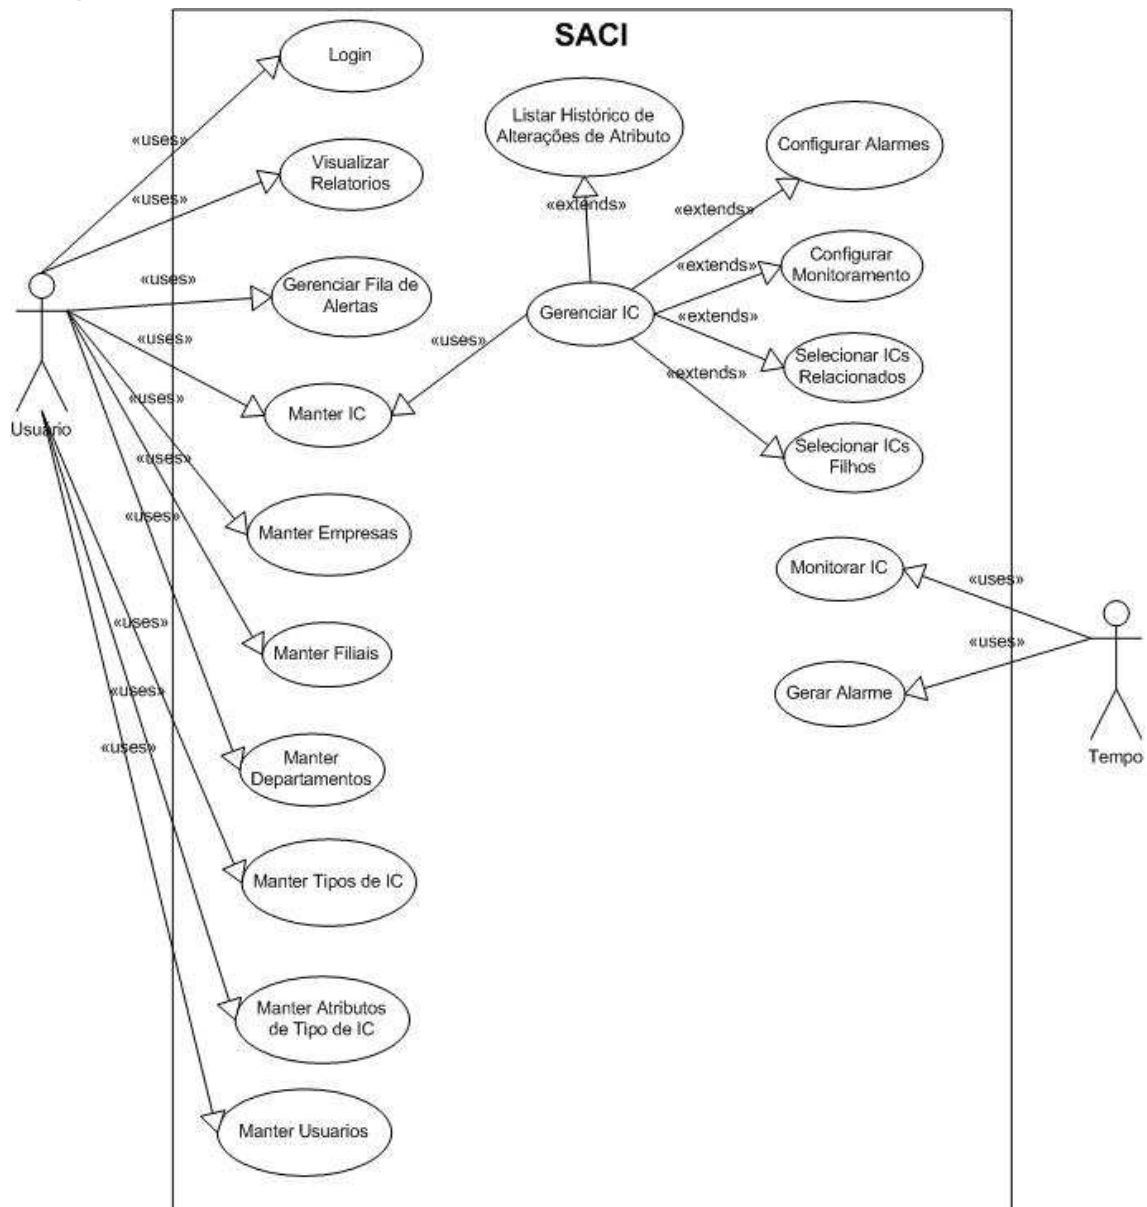 SACI
Login
«uses»
Visualizar
Relatorios
«uses»
Gerenciar Fila de
Alertas
«uses»
Manter IC
«uses»
Manter Empresas
«uses»
Manter Filiais
«uses»
Manter
Departamentos
«uses»
Manter Tipos de IC
«uses»
Manter Atributos
de Tipo de IC
«uses»
Manter Usuarios
«uses»
Usuário
Listar Histórico de
Alterações de Atributo
«extends»
Configurar Alarmes
«extends»
Configurar
Monitoramento
«extends»
Gerenciar IC
«uses»
«extends»
Selecionar ICs
Relacionados
«extends»
Selecionar ICs
Filhos
Monitorar IC
«uses»
Gerar Alarme
«uses»
Tempo